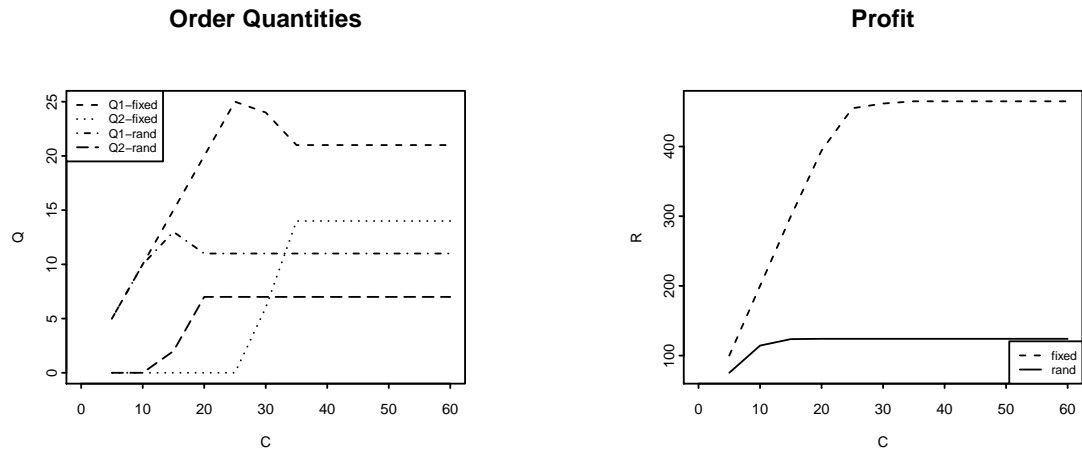 Order Quantities
Q1−fixed
Q2−fixed
Q1−rand
Q2−rand
25
20
15
10
5
0
Q
0 10 20 30 40 50 60
C
Profit
400
300
200
100
R
fixed
rand
0 10 20 30 40 50 60
C